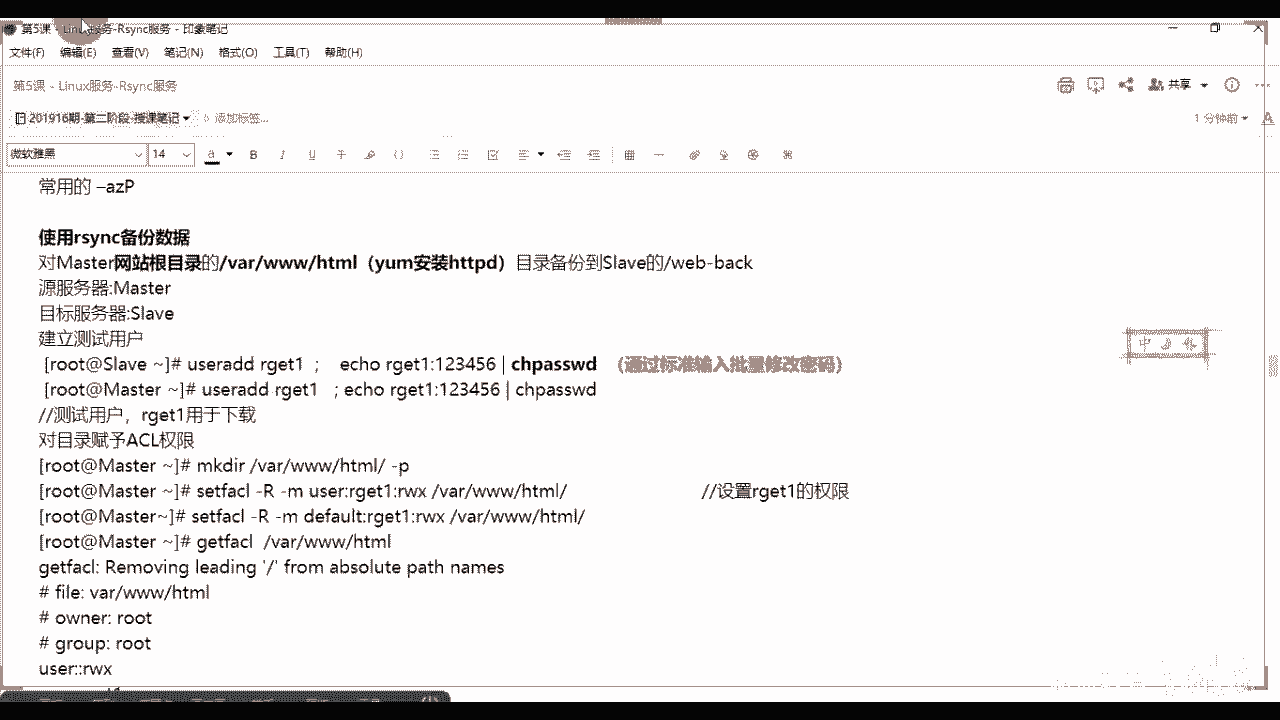 第5课 - Linux服务-Rsync服务 - 印象笔记
文件(F) 编辑(E) 查看(V) 笔记(N) 格式(O) 工具(T) 帮助(H)
第5课 - Linux服务-Rsync服务
共享
201916期-第二阶段-授课笔记
添加标签...
1 分钟前
微软雅黑 14
常用的 –azP
使用rsync备份数据
对Master网站根目录的/var/www/html（yum安装httpd）目录备份到Slave的/web-back
源服务器:Master
目标服务器:Slave
建立测试用户
[root@Slave ~]# useradd rget1 ; echo rget1:123456 | chpasswd （通过标准输入批量修改密码）
[root@Master ~]# useradd rget1 ; echo rget1:123456 | chpasswd
//测试用户，rget1用于下载
对目录赋予ACL权限
[root@Master ~]# mkdir /var/www/html/ -p
[root@Master ~]# setfacl -R -m user:rget1:rwx /var/www/html/ //设置rget1的权限
[root@Master~]# setfacl -R -m default:rget1:rwx /var/www/html/
[root@Master ~]# getfacl /var/www/html
getfacl: Removing leading '/' from absolute path names
# file: var/www/html
# owner: root
# group: root
user::rwx